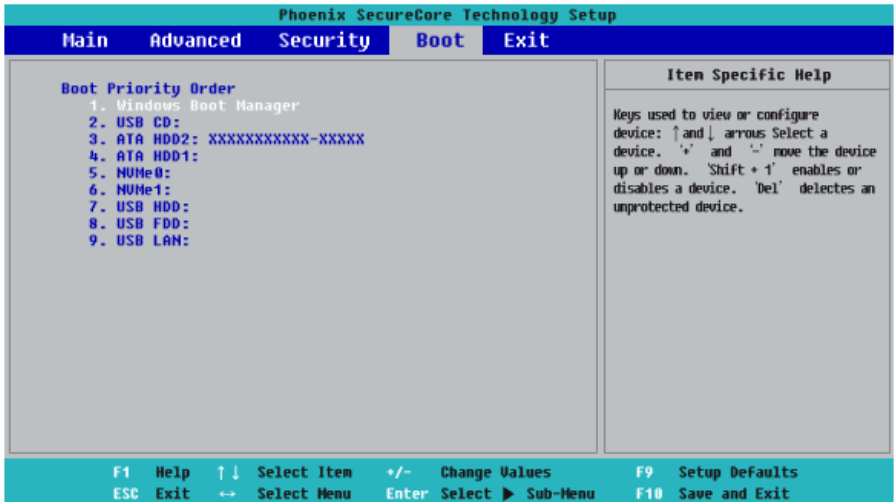 Phoenix SecureCore Technology Setup
Main Advanced Security Boot Exit
Boot Priority Order
1. Windows Boot Manager
2. USB CD:
3. ATA HDD2: XXXXXXXXXXX-XXXXX
4. ATA HDD1:
5. NVMe0:
6. NVMe1:
7. USB HDD:
8. USB FDD:
9. USB LAN:
Item Specific Help
Keys used to view or configure
device: ↑and↓ arrows Select a
device. '+' and '-' move the device
up or down. 'Shift + 1' enables or
disables a device. 'Del' delectes an
unprotected device.
F1 Help ↑↓ Select Item +/- Change Values F9 Setup Defaults
ESC Exit ↔ Select Menu Enter Select ▶ Sub-Menu F10 Save and Exit